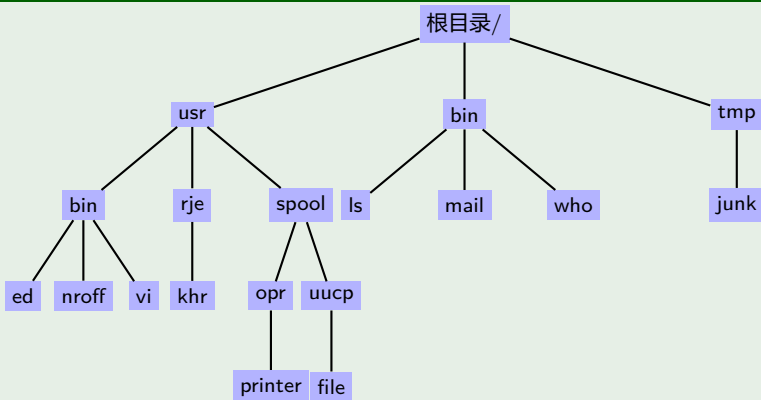 根目录/
usr
bin
tmp
bin
rje
spool
ls
mail
who
junk
ed
nroff
vi
khr
opr
uucp
printer
file